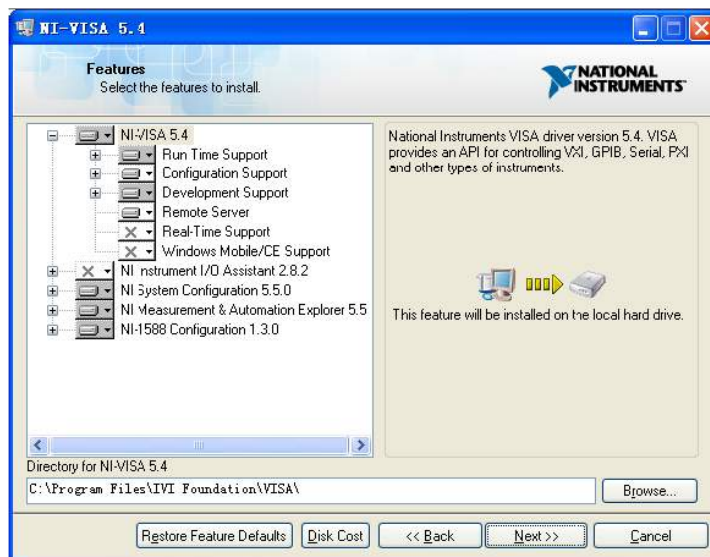 NI-VISA 5.4
Features
Select the features to install.
NATIONAL
INSTRUMENTS
NI-VISA 5.4
Run Time Support
Configuration Support
Development Support
Remote Server
Real-Time Support
Windows Mobile/CE Support
NI Instrument I/O Assistant 2.8.2
NI System Configuration 5.5.0
NI Measurement & Automation Explorer 5.5
NI-1588 Configuration 1.3.0
National Instruments VISA driver version 5.4. VISA
provides an API for controlling VXI, GPIB, Serial, PXI
and other types of instruments.
This feature will be installed on the local hard drive.
Directory for NI-VISA 5.4
C:\Program Files\IVI Foundation\VISA\
Browse...
Restore Feature Defaults
Disk Cost
<< Back
Next >>
Cancel